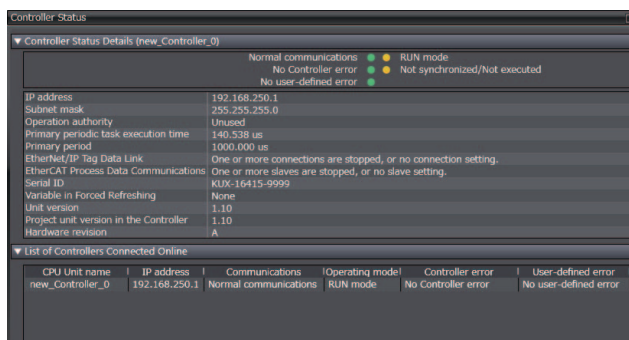 Controller Status
Controller Status Details (new_Controller_0)
Normal communications RUN mode
No Controller error Not synchronized/Not executed
No user-defined error
IP address 192.168.250.1
Subnet mask 255.255.255.0
Operation authority Unused
Primary periodic task execution time 140.538 us
Primary period 1000.000 us
EtherNet/IP Tag Data Link One or more connections are stopped, or no connection setting.
EtherCAT Process Data Communications One or more slaves are stopped, or no slave setting.
Serial ID KUX-16415-9999
Variable in Forced Refreshing None
Unit version 1.10
Project unit version in the Controller 1.10
Hardware revision A
List of Controllers Connected Online
CPU Unit name IP address Communications Operating mode Controller error User-defined error
new_Controller_0 192.168.250.1 Normal communications RUN mode No Controller error No user-defined error